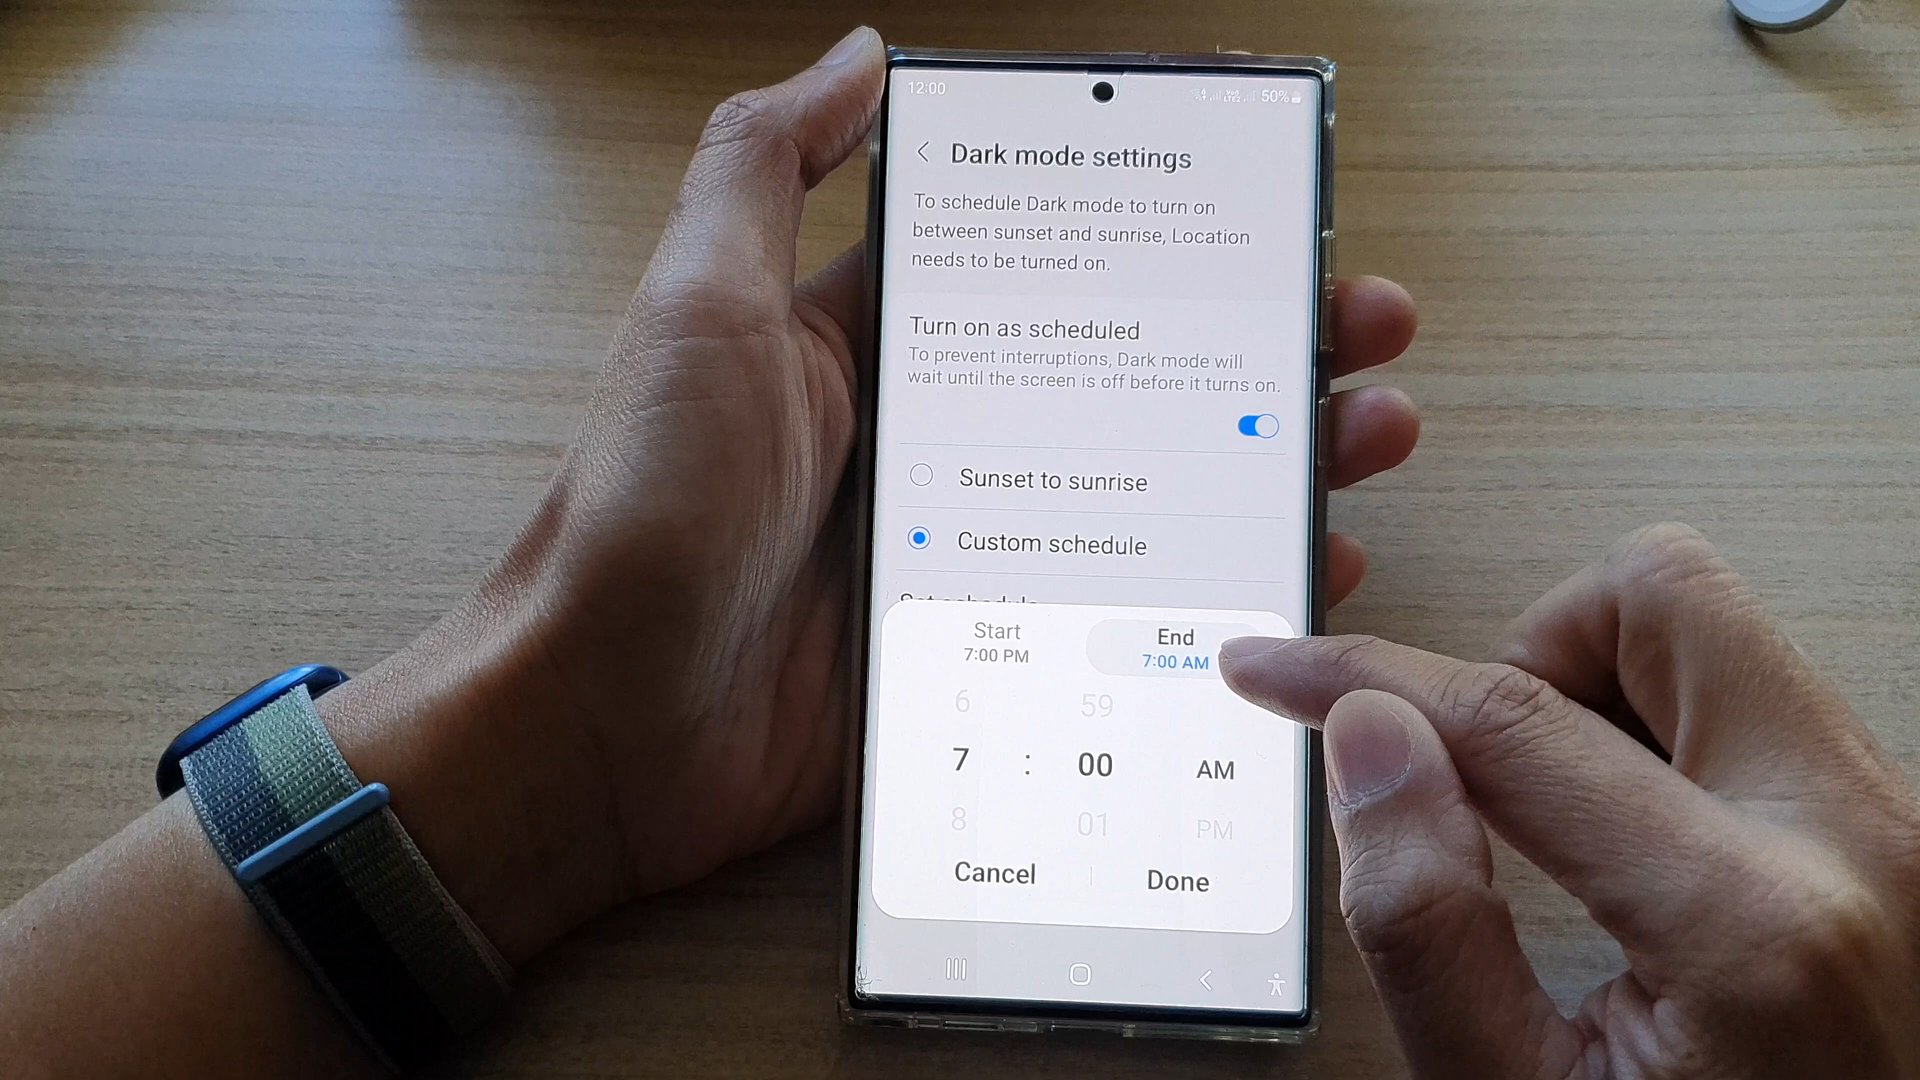 12:00
50%
Dark mode settings
To schedule Dark mode to turn on
between sunset and sunrise, Location
needs to be turned on.
Turn on as scheduled
To prevent interruptions, Dark mode will
wait until the screen is off before it turns on.
Sunset to sunrise
Custom schedule
Set schedule
Start
End
7:00 PM
7:00 AM
6 59
7 : 00 AM
8 01 PM
Cancel
Done